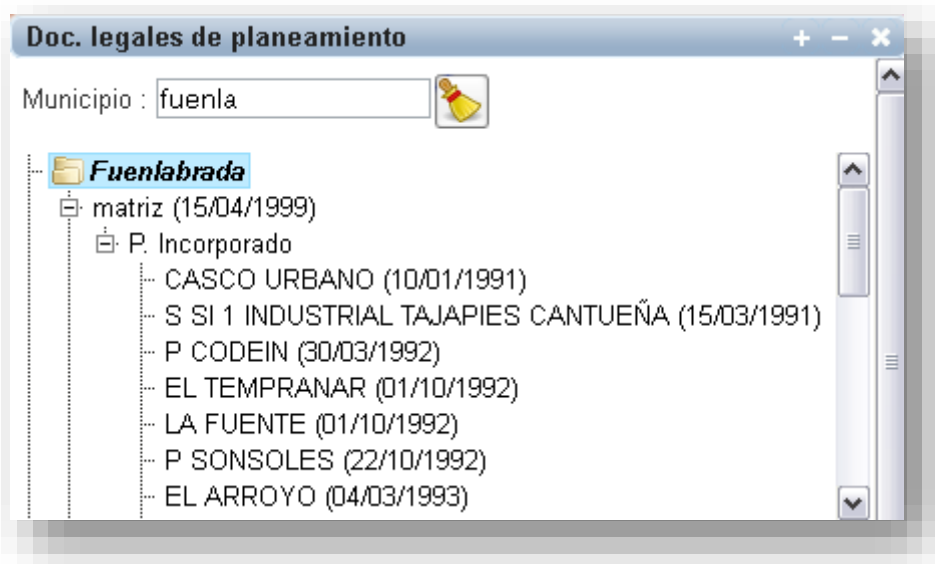 Doc. legales de planeamiento
Municipio : fuenla
Fuenlabrada
matriz (15/04/1999)
P. Incorporado
CASCO URBANO (10/01/1991)
S SI 1 INDUSTRIAL TAJAPIES CANTUEÑA (15/03/1991)
P CODEIN (30/03/1992)
EL TEMPRANAR (01/10/1992)
LA FUENTE (01/10/1992)
P SONSOLES (22/10/1992)
EL ARROYO (04/03/1993)